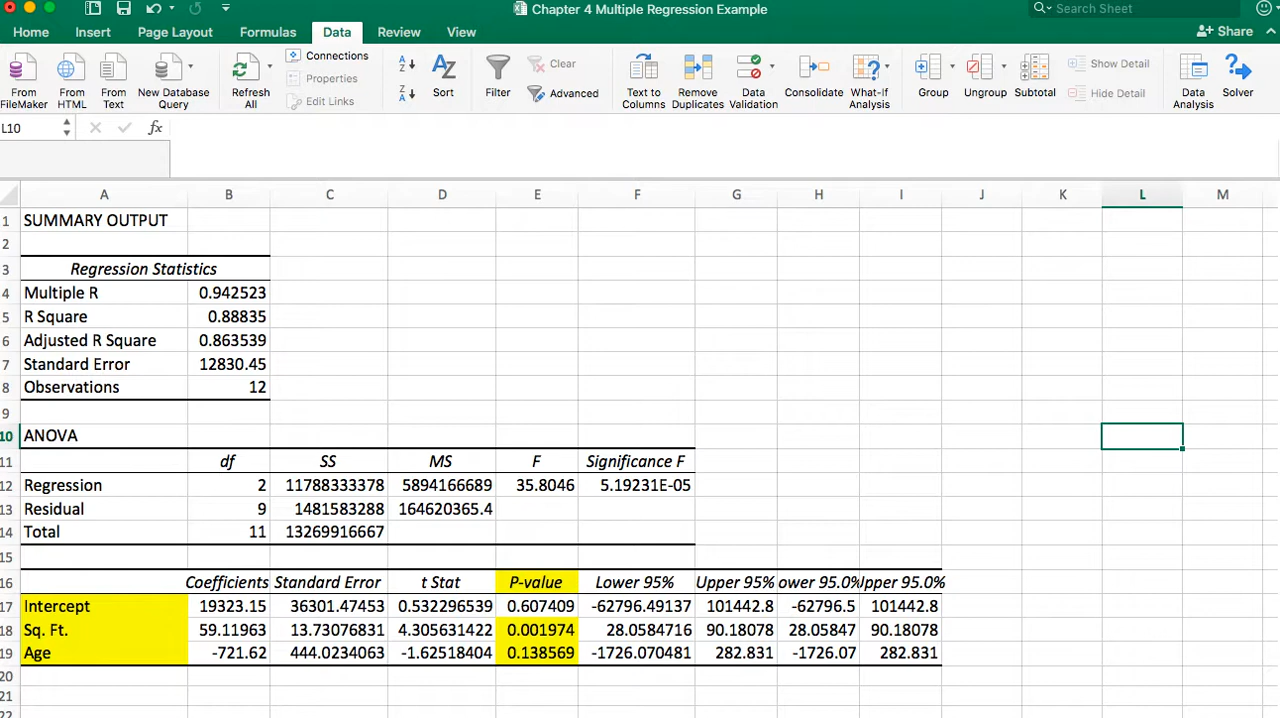 Chapter 4 Multiple Regression Example
Search Sheet
Home Insert Page Layout Formulas Data Review View
Share
From FileMaker
From HTML
From Text
New Database Query
Refresh All
Connections
Properties
Edit Links
Sort
Filter
Clear
Advanced
Text to Columns
Remove Duplicates
Data Validation
Consolidate
What-If Analysis
Group
Ungroup
Subtotal
Show Detail
Hide Detail
Data Analysis
Solver
L10 fx
A B C D E F G H I J K L M
1 SUMMARY OUTPUT
2
3 Regression Statistics
4 Multiple R 0.942523
5 R Square 0.88835
6 Adjusted R Square 0.863539
7 Standard Error 12830.45
8 Observations 12
9
10 ANOVA
11 df SS MS F Significance F
12 Regression 2 11788333378 5894166689 35.8046 5.19231E-05
13 Residual 9 1481583288 164620365.4
14 Total 11 13269916667
15
16 Coefficients Standard Error t Stat P-value Lower 95% Upper 95% ower 95.0% Upper 95.0%
17 Intercept 19323.15 36301.47453 0.532296539 0.607409 -62796.49137 101442.8 -62796.5 101442.8
18 Sq. Ft. 59.11963 13.73076831 4.305631422 0.001974 28.0584716 90.18078 28.05847 90.18078
19 Age -721.62 444.0234063 -1.62518404 0.138569 -1726.070481 282.831 -1726.07 282.831
20
21
22